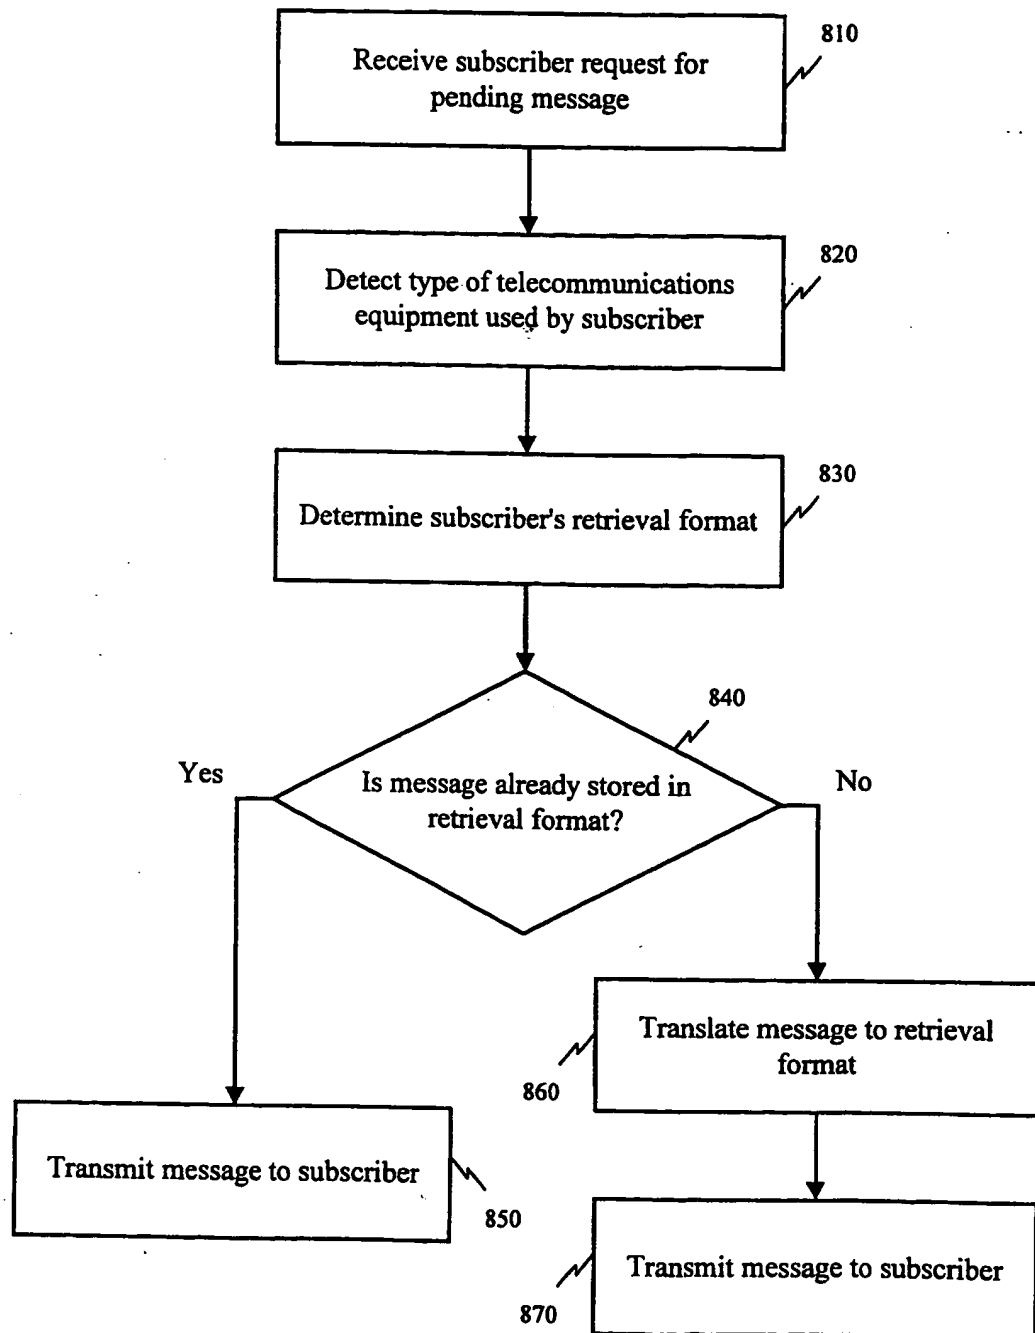 810
Receive subscriber request for
pending message
820
Detect type of telecommunications
equipment used by subscriber
830
Determine subscriber's retrieval format
840
Yes
Is message already stored in
retrieval format?
No
Translate message to retrieval
format
860
Transmit message to subscriber
850
Transmit message to subscriber
870